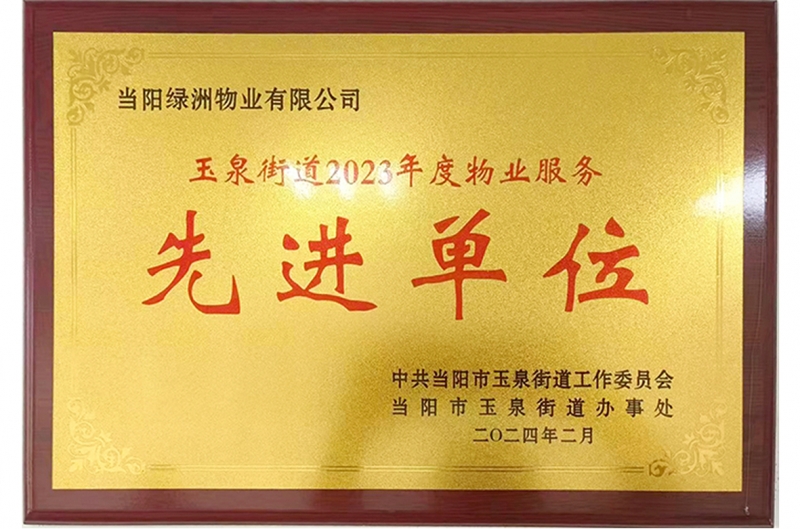 当阳绿洲物业有限公司
玉泉街道2023年度物业服务
先进单位
中共当阳市玉泉街道工作委员会
当阳市玉泉街道办事处
二〇二四年二月